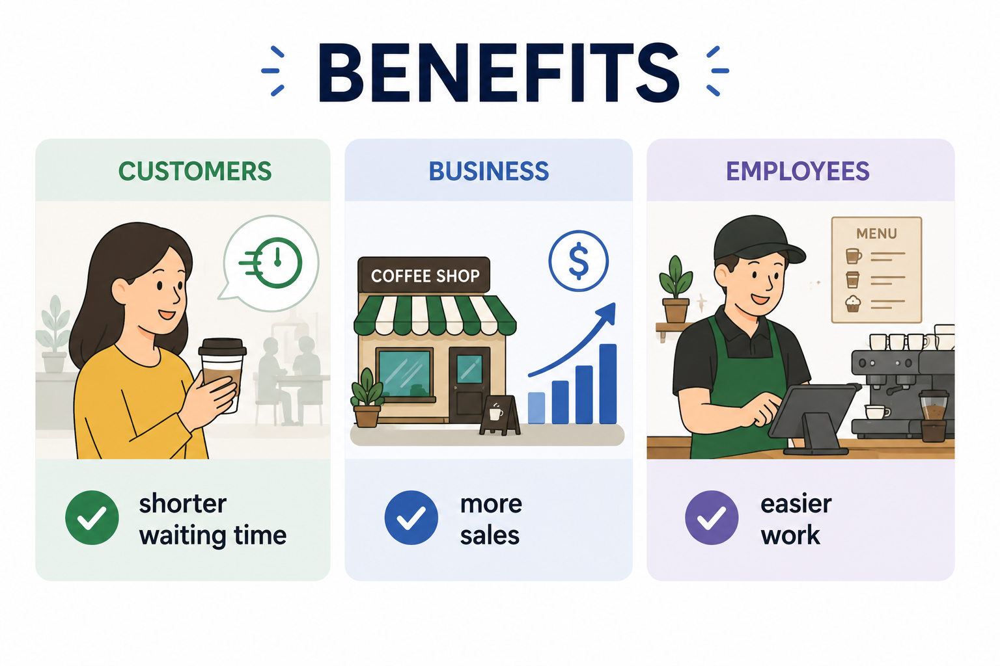 BENEFITS
CUSTOMERS
shorter
waiting time
BUSINESS
COFFEE SHOP
$
more
sales
EMPLOYEES
MENU
easier
work